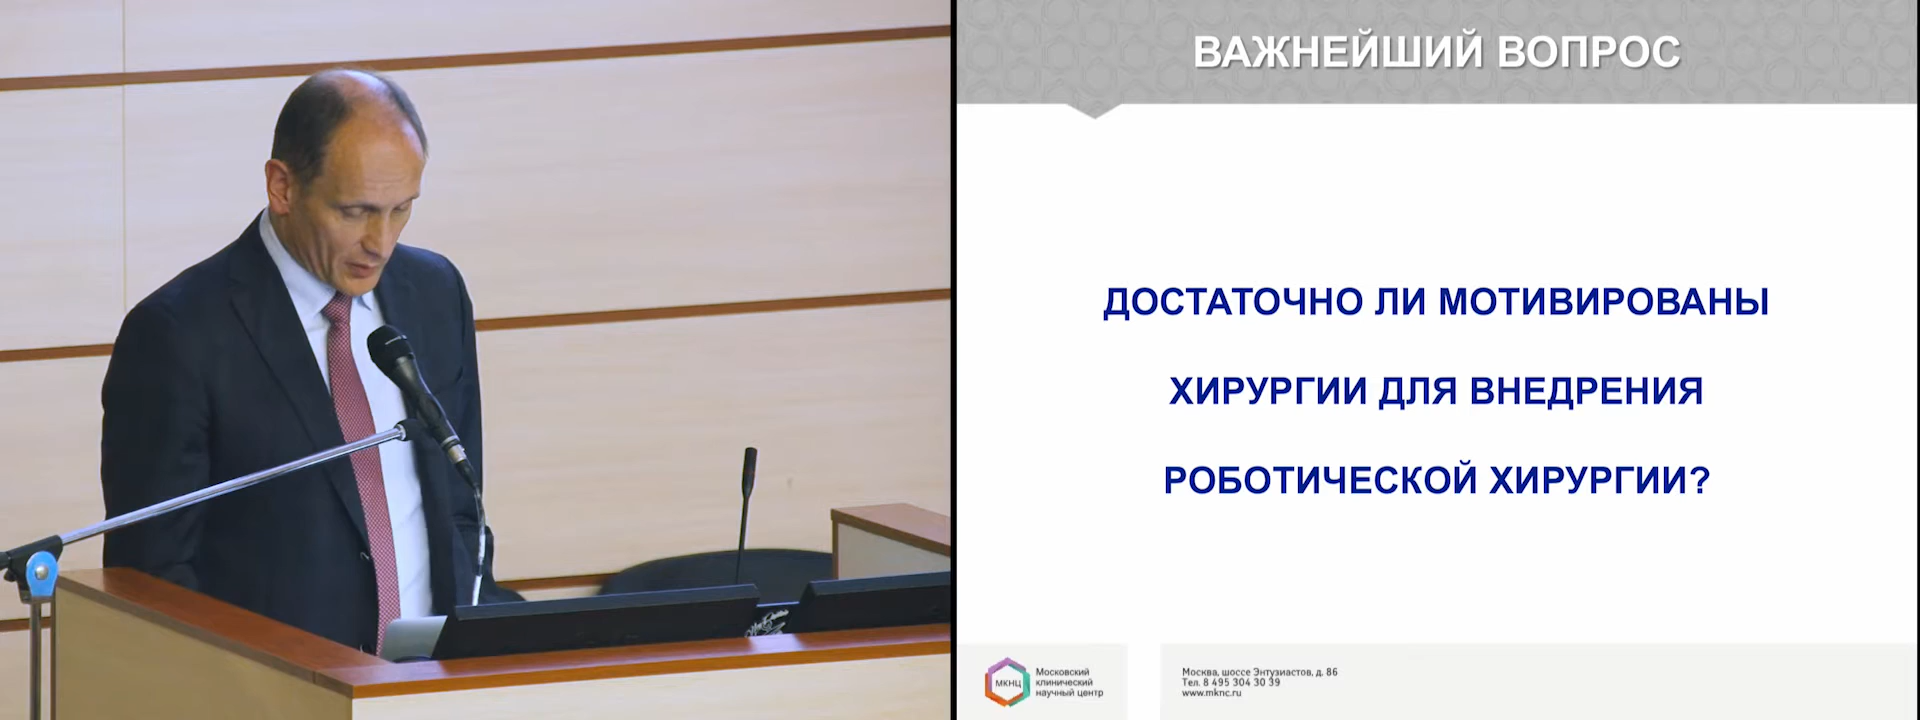 ВАЖНЕЙШИЙ ВОПРОС
ДОСТАТОЧНО ЛИ МОТИВИРОВАНЫ
ХИРУРГИИ ДЛЯ ВНЕДРЕНИЯ
РОБОТИЧЕСКОЙ ХИРУРГИИ?
МКНЦ
Московский
клинический
научный центр
Москва, шоссе Энтузиастов, д. 86
Тел. 8 495 304 30 39
www.mknc.ru